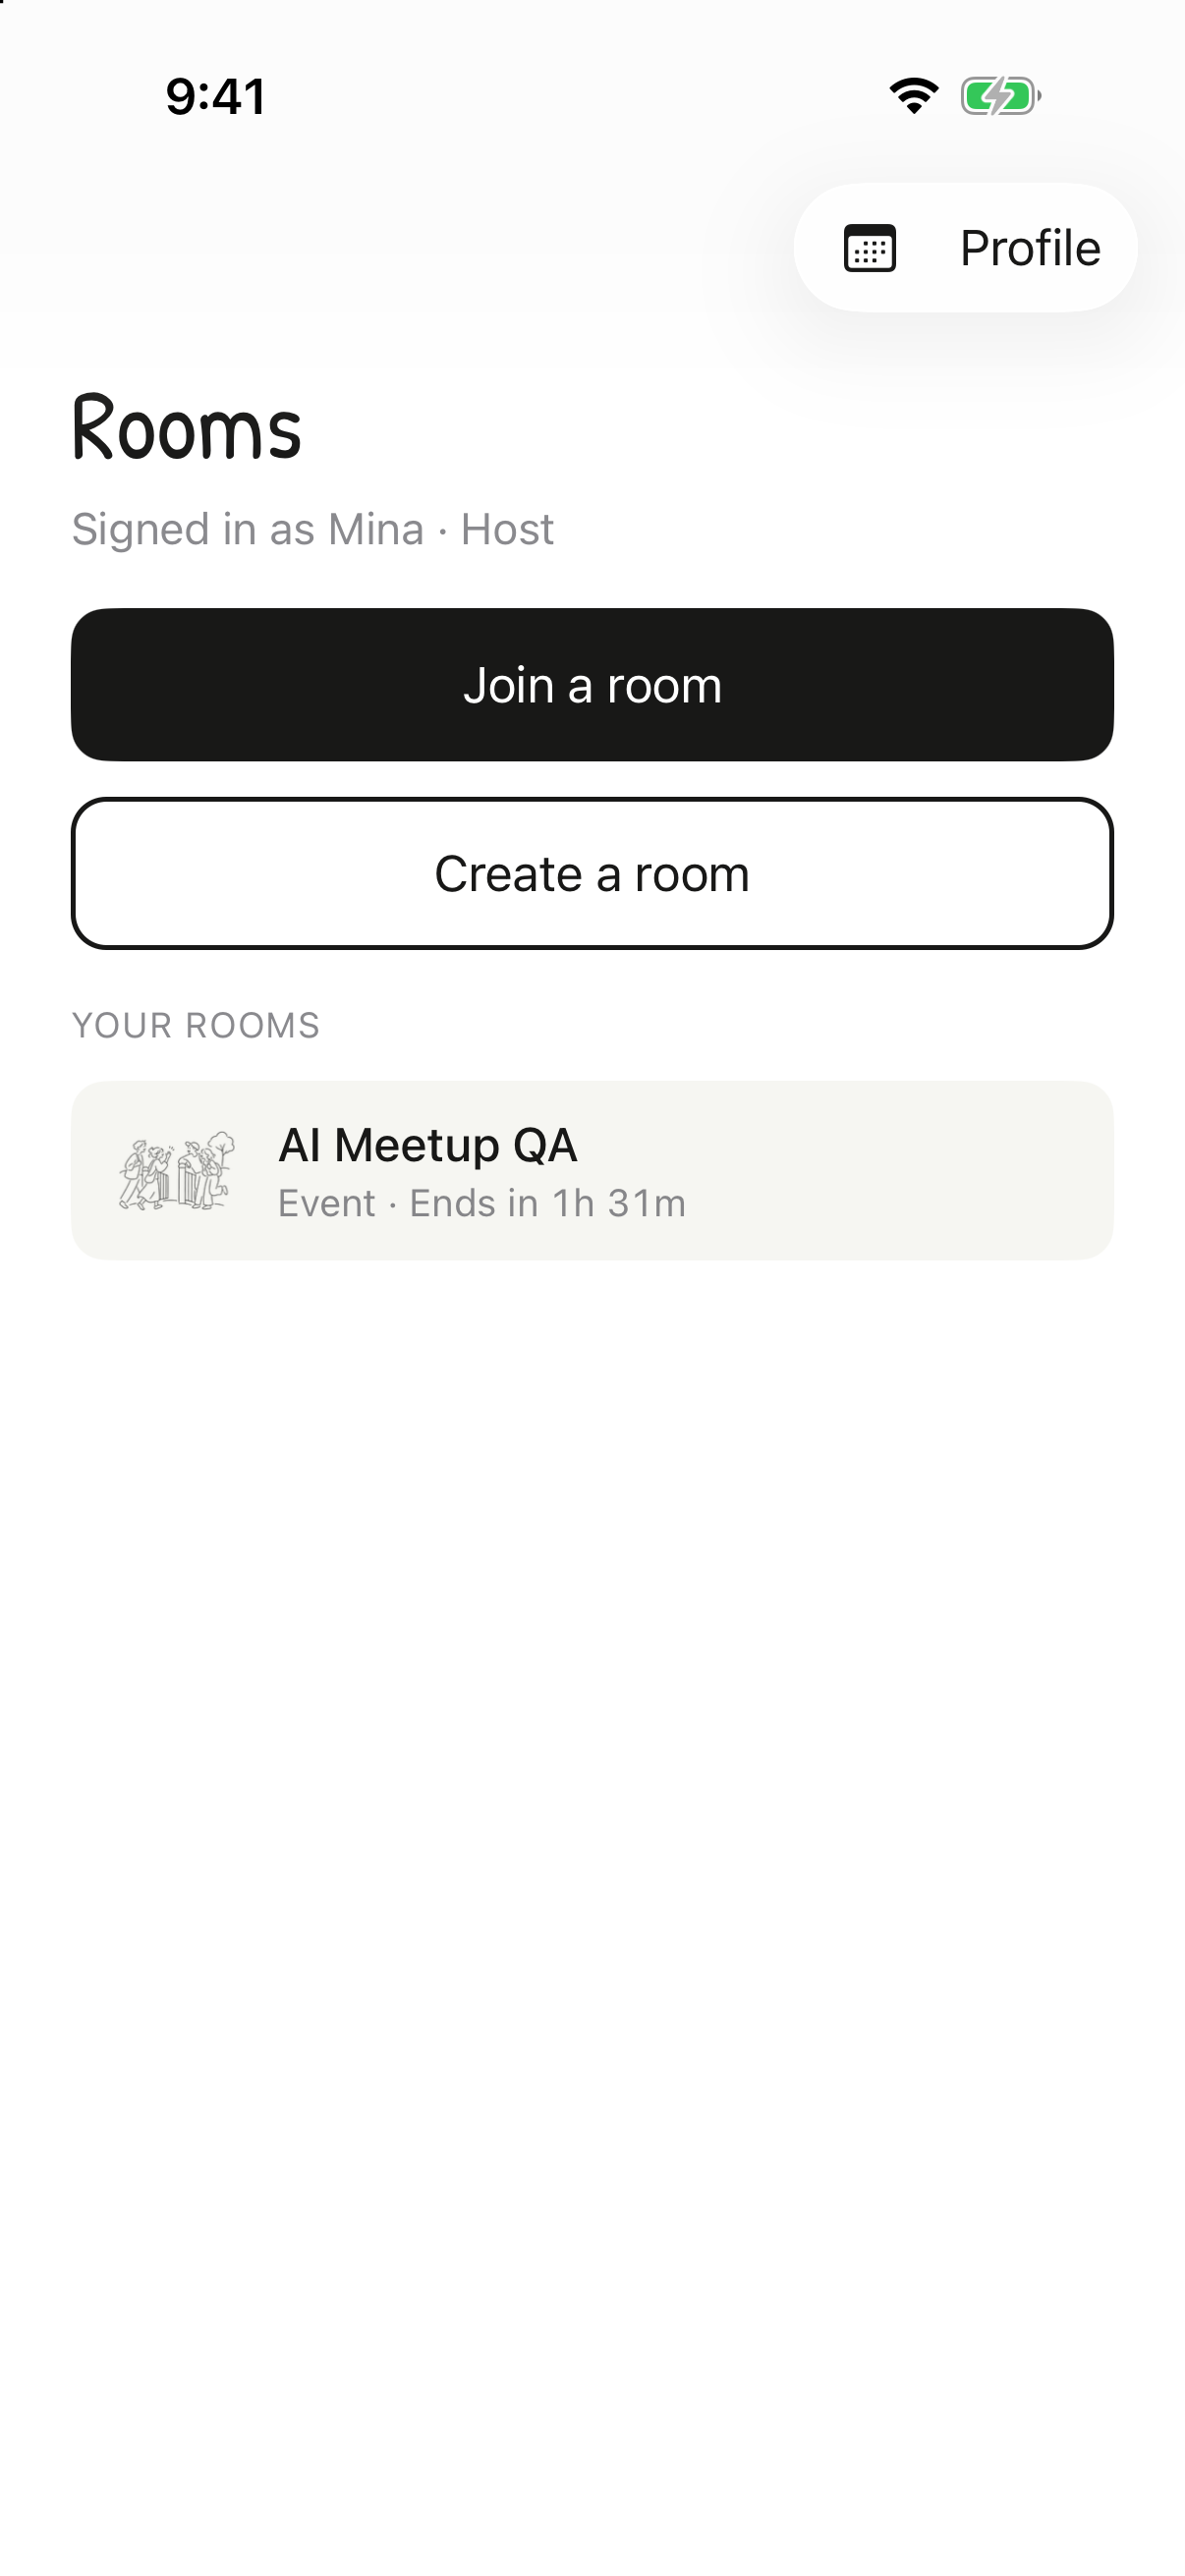 9:41
Profile
Rooms
Signed in as Mina · Host
Join a room
Create a room
YOUR ROOMS
AI Meetup QA
Event · Ends in 1h 31m